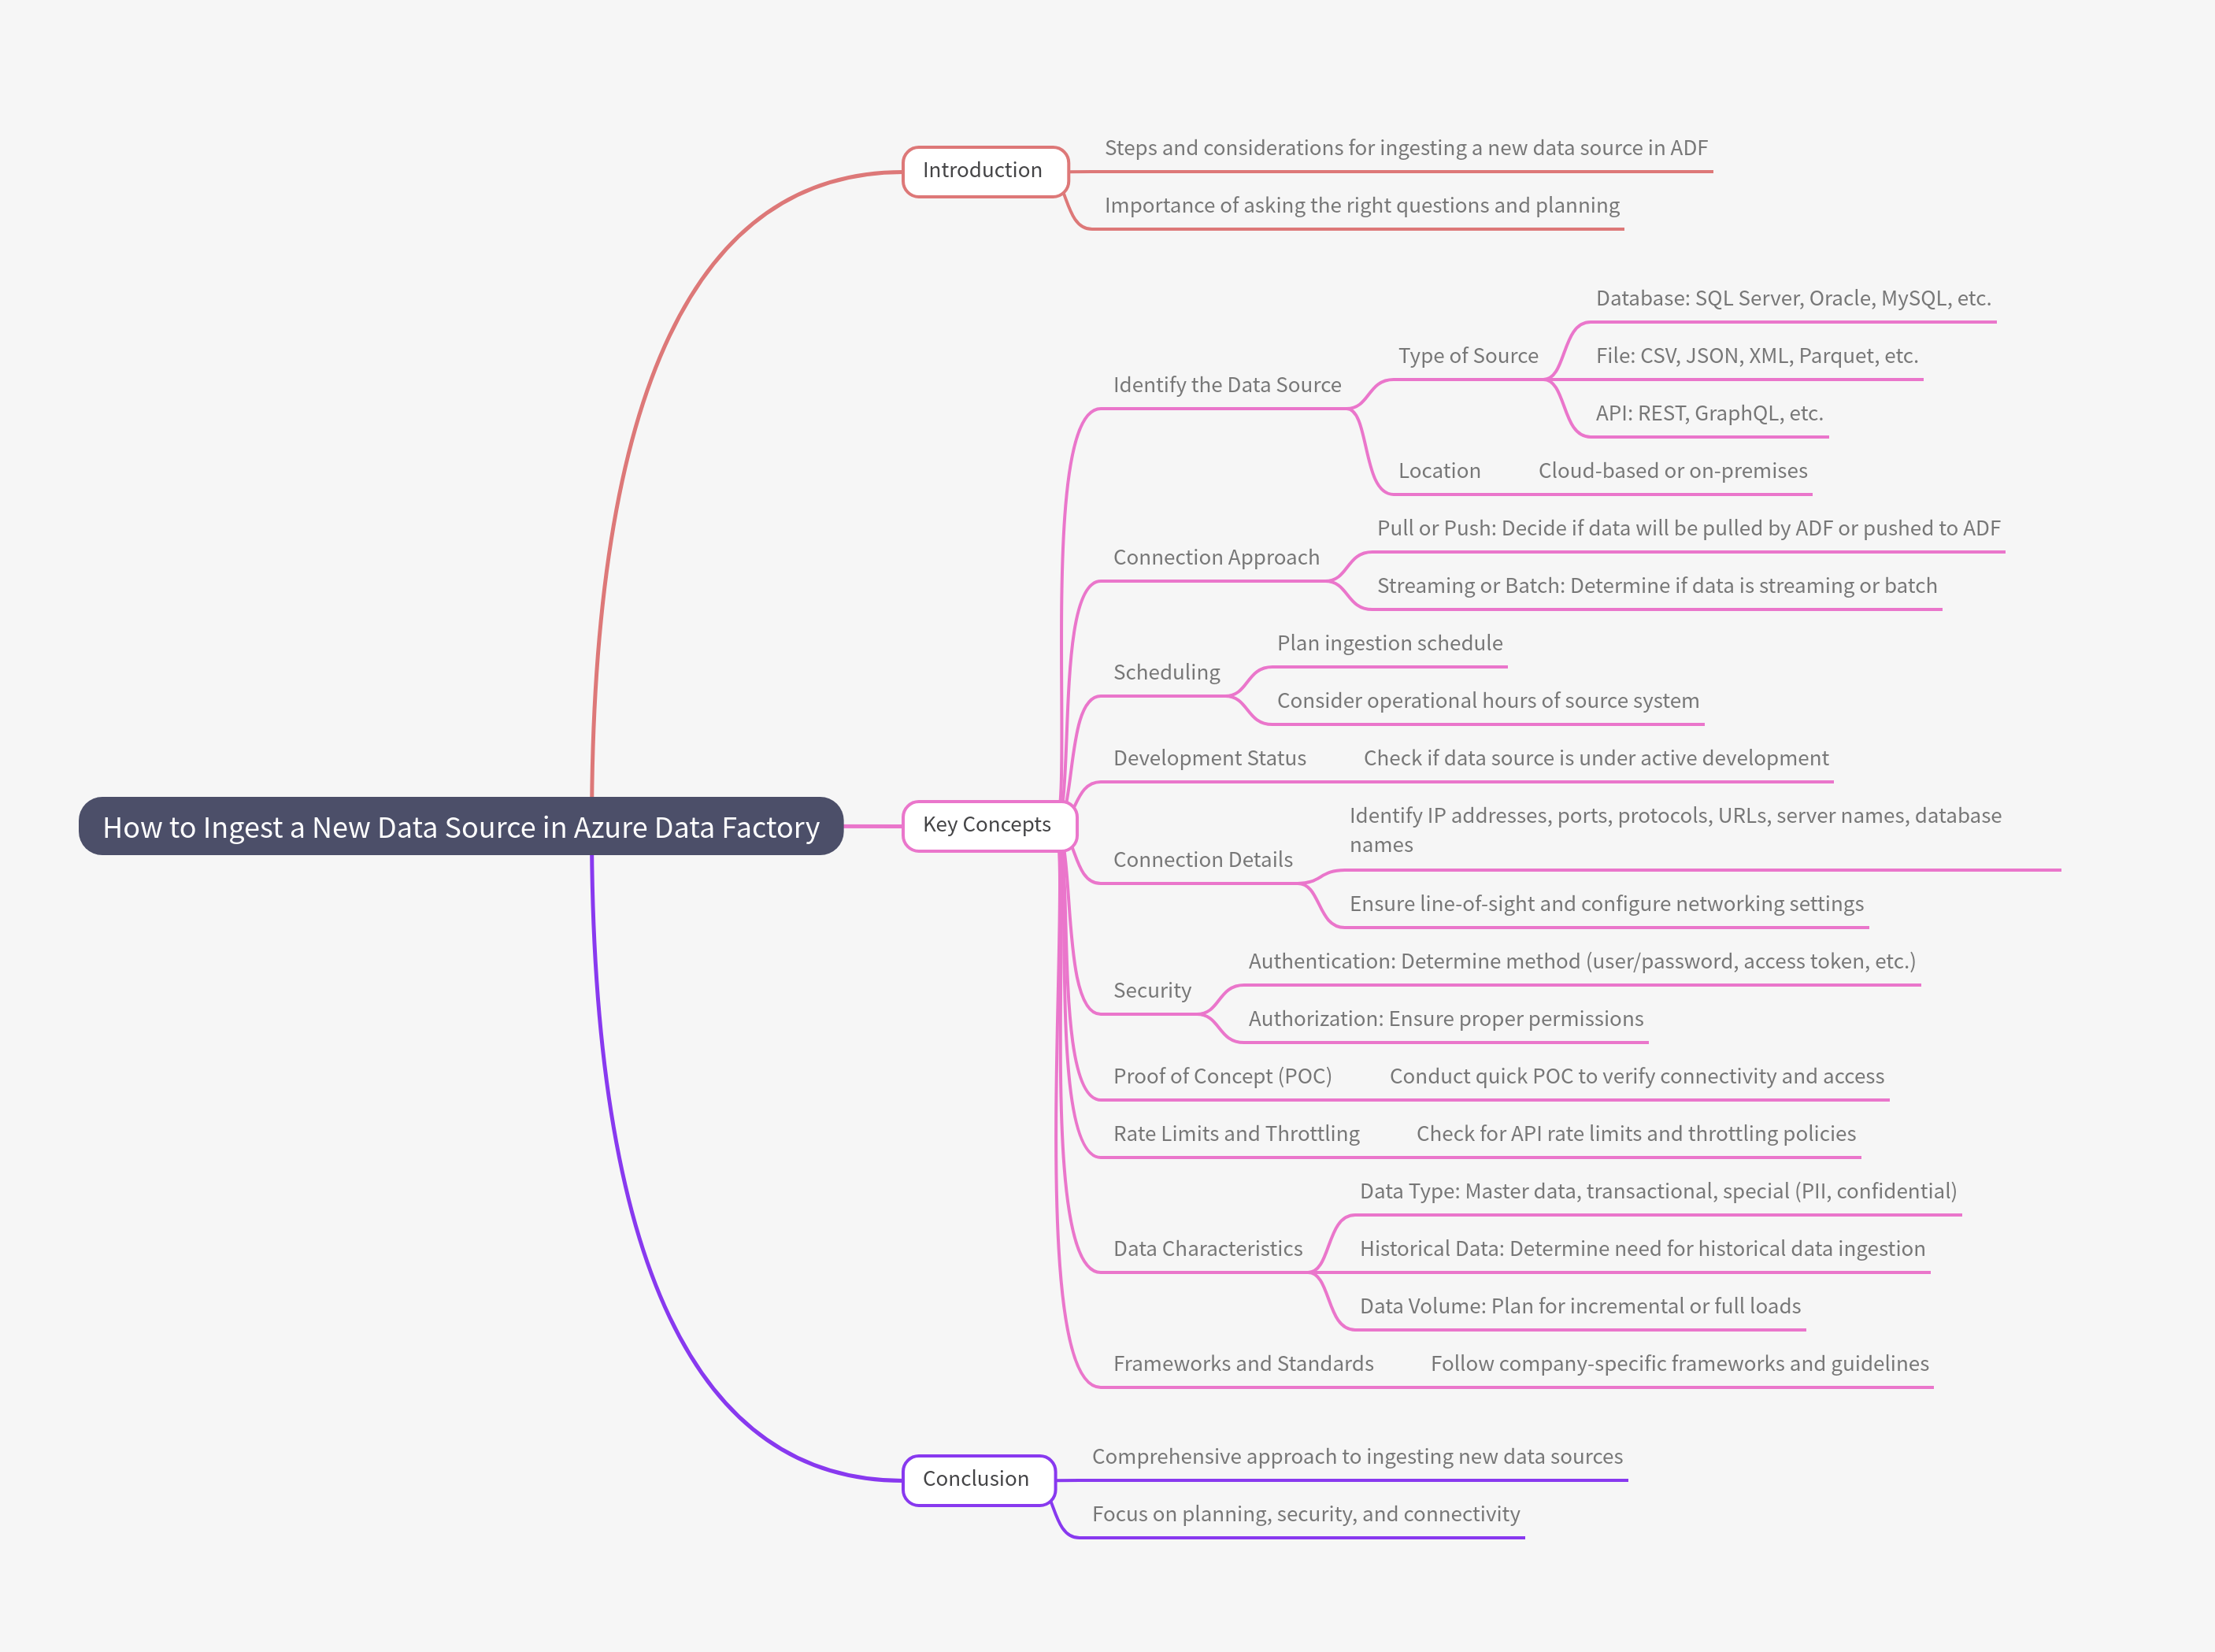 Steps and considerations for ingesting a new data source in ADF
Introduction
Importance of asking the right questions and planning
Database: SQL Server, Oracle, MySQL, etc.
Type of Source
File: CSV, JSON, XML, Parquet, etc.
Identify the Data Source
API: REST, GraphQL, etc.
Location
Cloud-based or on-premises
Pull or Push: Decide if data will be pulled by ADF or pushed to ADF
Connection Approach
Streaming or Batch: Determine if data is streaming or batch
Plan ingestion schedule
Scheduling
Consider operational hours of source system
Development Status
Check if data source is under active development
How to Ingest a New Data Source in Azure Data Factory
Key Concepts
Identify IP addresses, ports, protocols, URLs, server names, database
names
Connection Details
Ensure line-of-sight and configure networking settings
Authentication: Determine method (user/password, access token, etc.)
Security
Authorization: Ensure proper permissions
Proof of Concept (POC)
Conduct quick POC to verify connectivity and access
Rate Limits and Throttling
Check for API rate limits and throttling policies
Data Type: Master data, transactional, special (PII, confidential)
Data Characteristics
Historical Data: Determine need for historical data ingestion
Data Volume: Plan for incremental or full loads
Frameworks and Standards
Follow company-specific frameworks and guidelines
Comprehensive approach to ingesting new data sources
Conclusion
Focus on planning, security, and connectivity